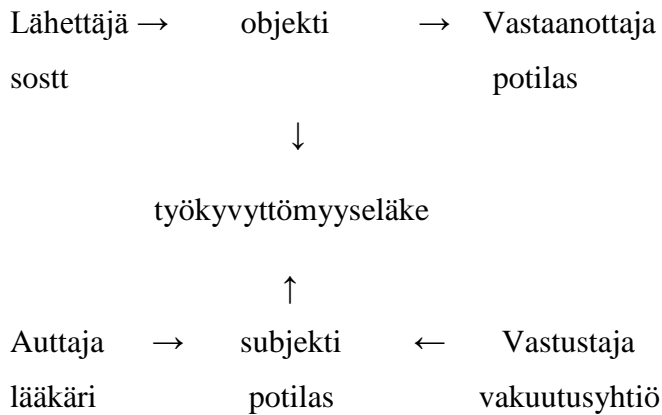 Lähettäjä → objekti → Vastaanottaja
sostt potilas
↓
työkyvyttömyyseläke
↑
Auttaja → subjekti ← Vastustaja
lääkäri potilas vakuutusyhtiö